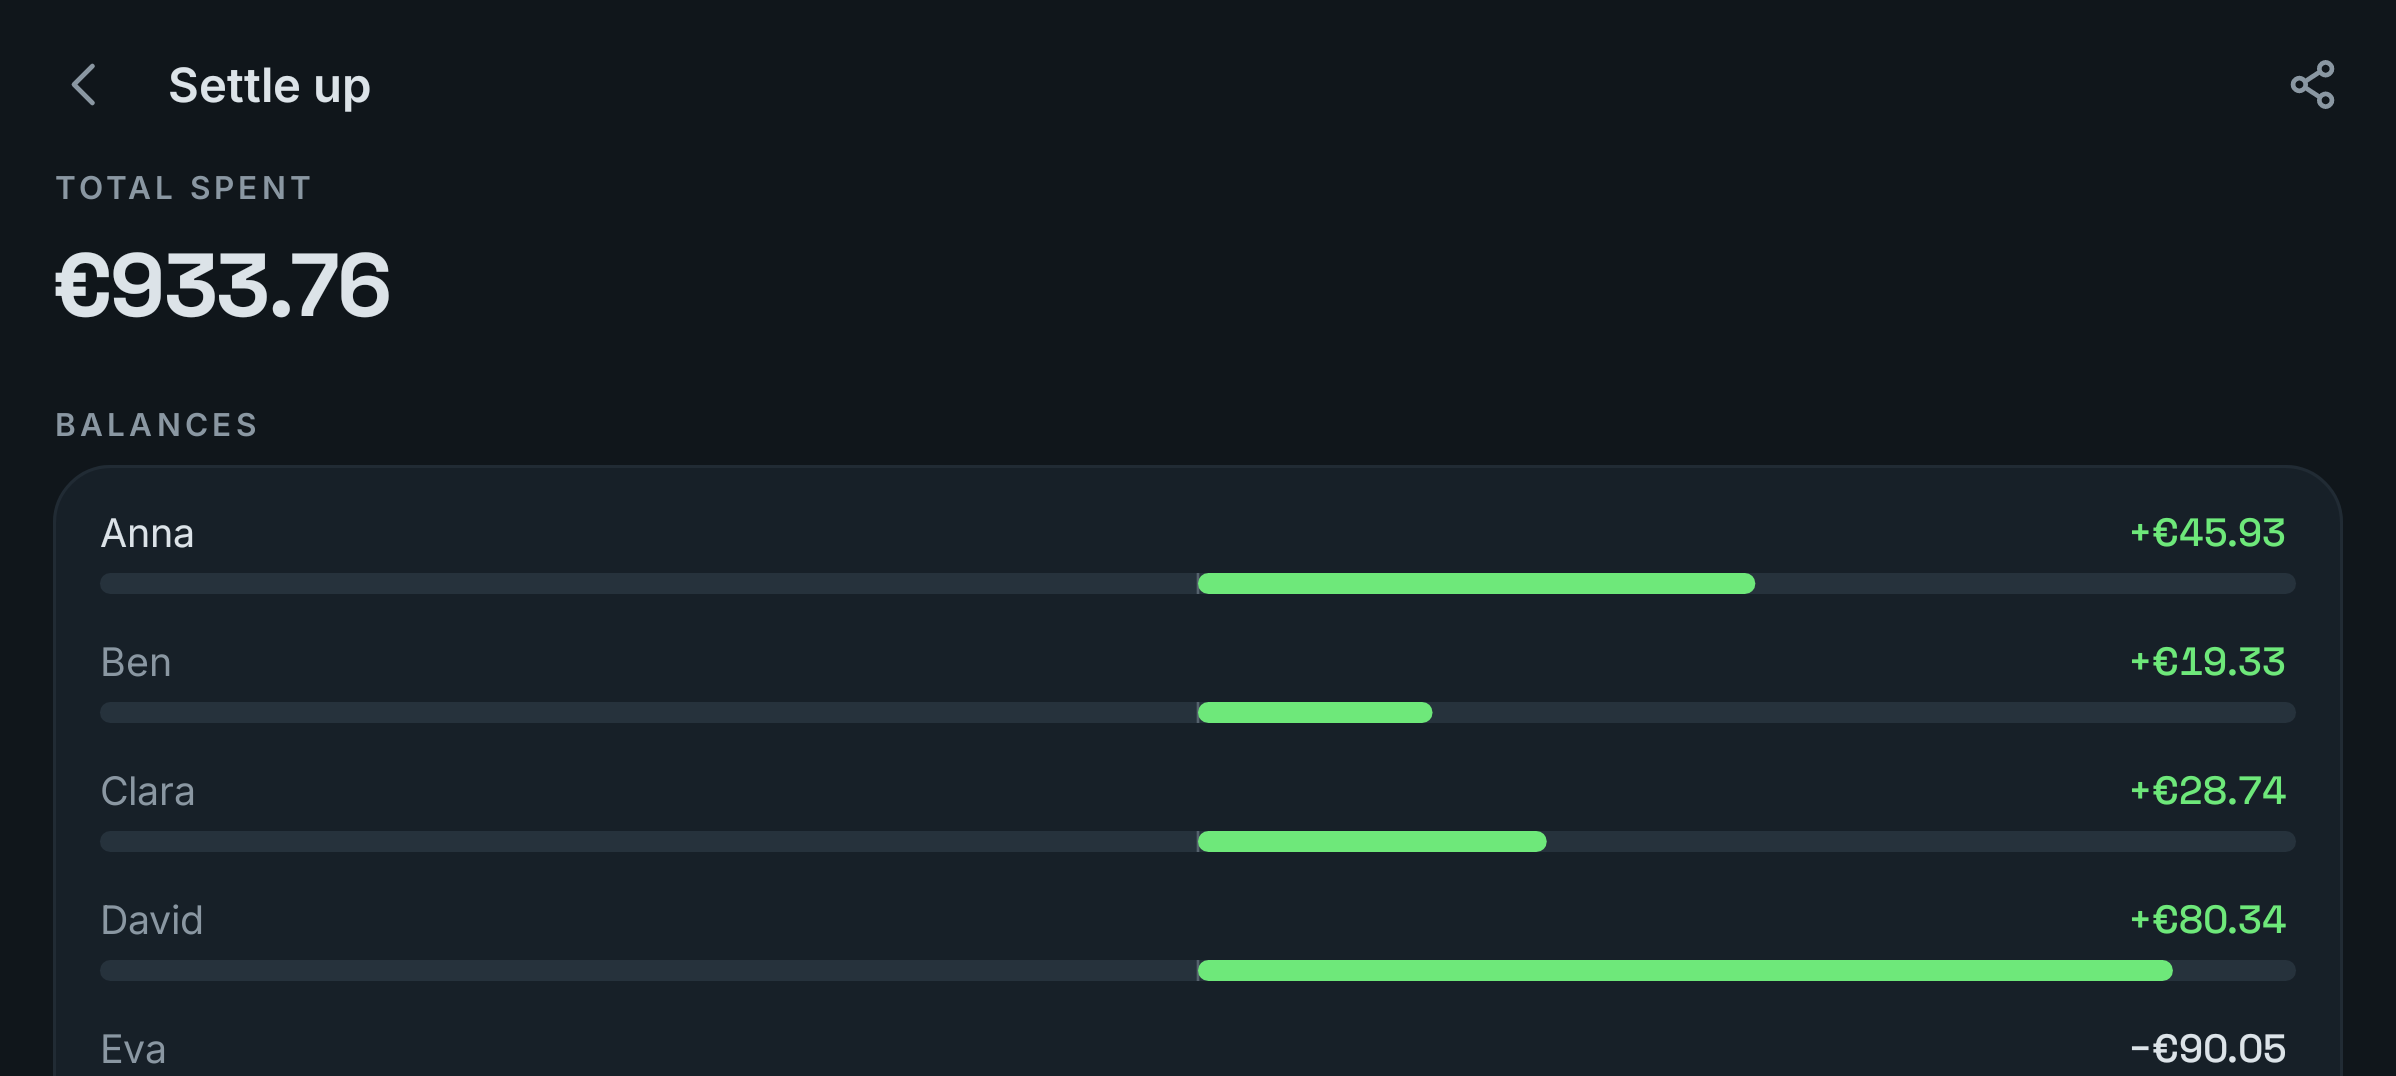 Settle up
TOTAL SPENT
€933.76
BALANCES
Anna +€45.93
Ben +€19.33
Clara +€28.74
David +€80.34
Eva −€90.05